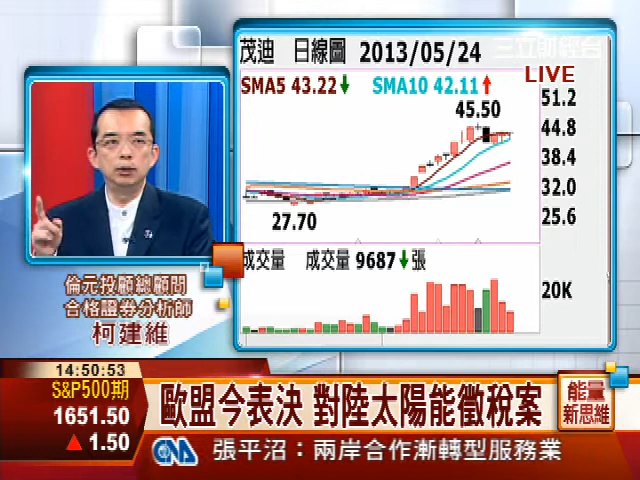 茂迪 日線圖 2013/05/24
三立財經台
LIVE
SMA5 43.22↓ SMA10 42.11↑
45.50
27.70
51.2
44.8
38.4
32.0
25.6
成交量 成交量 9687↓張
20K
倫元投顧總顧問
合格證券分析師
柯建維
14:50:53
S&P500期
1651.50
▲1.50
歐盟今表決 對陸太陽能徵稅案
能量
新思維
CNA 張平沼：兩岸合作漸轉型服務業